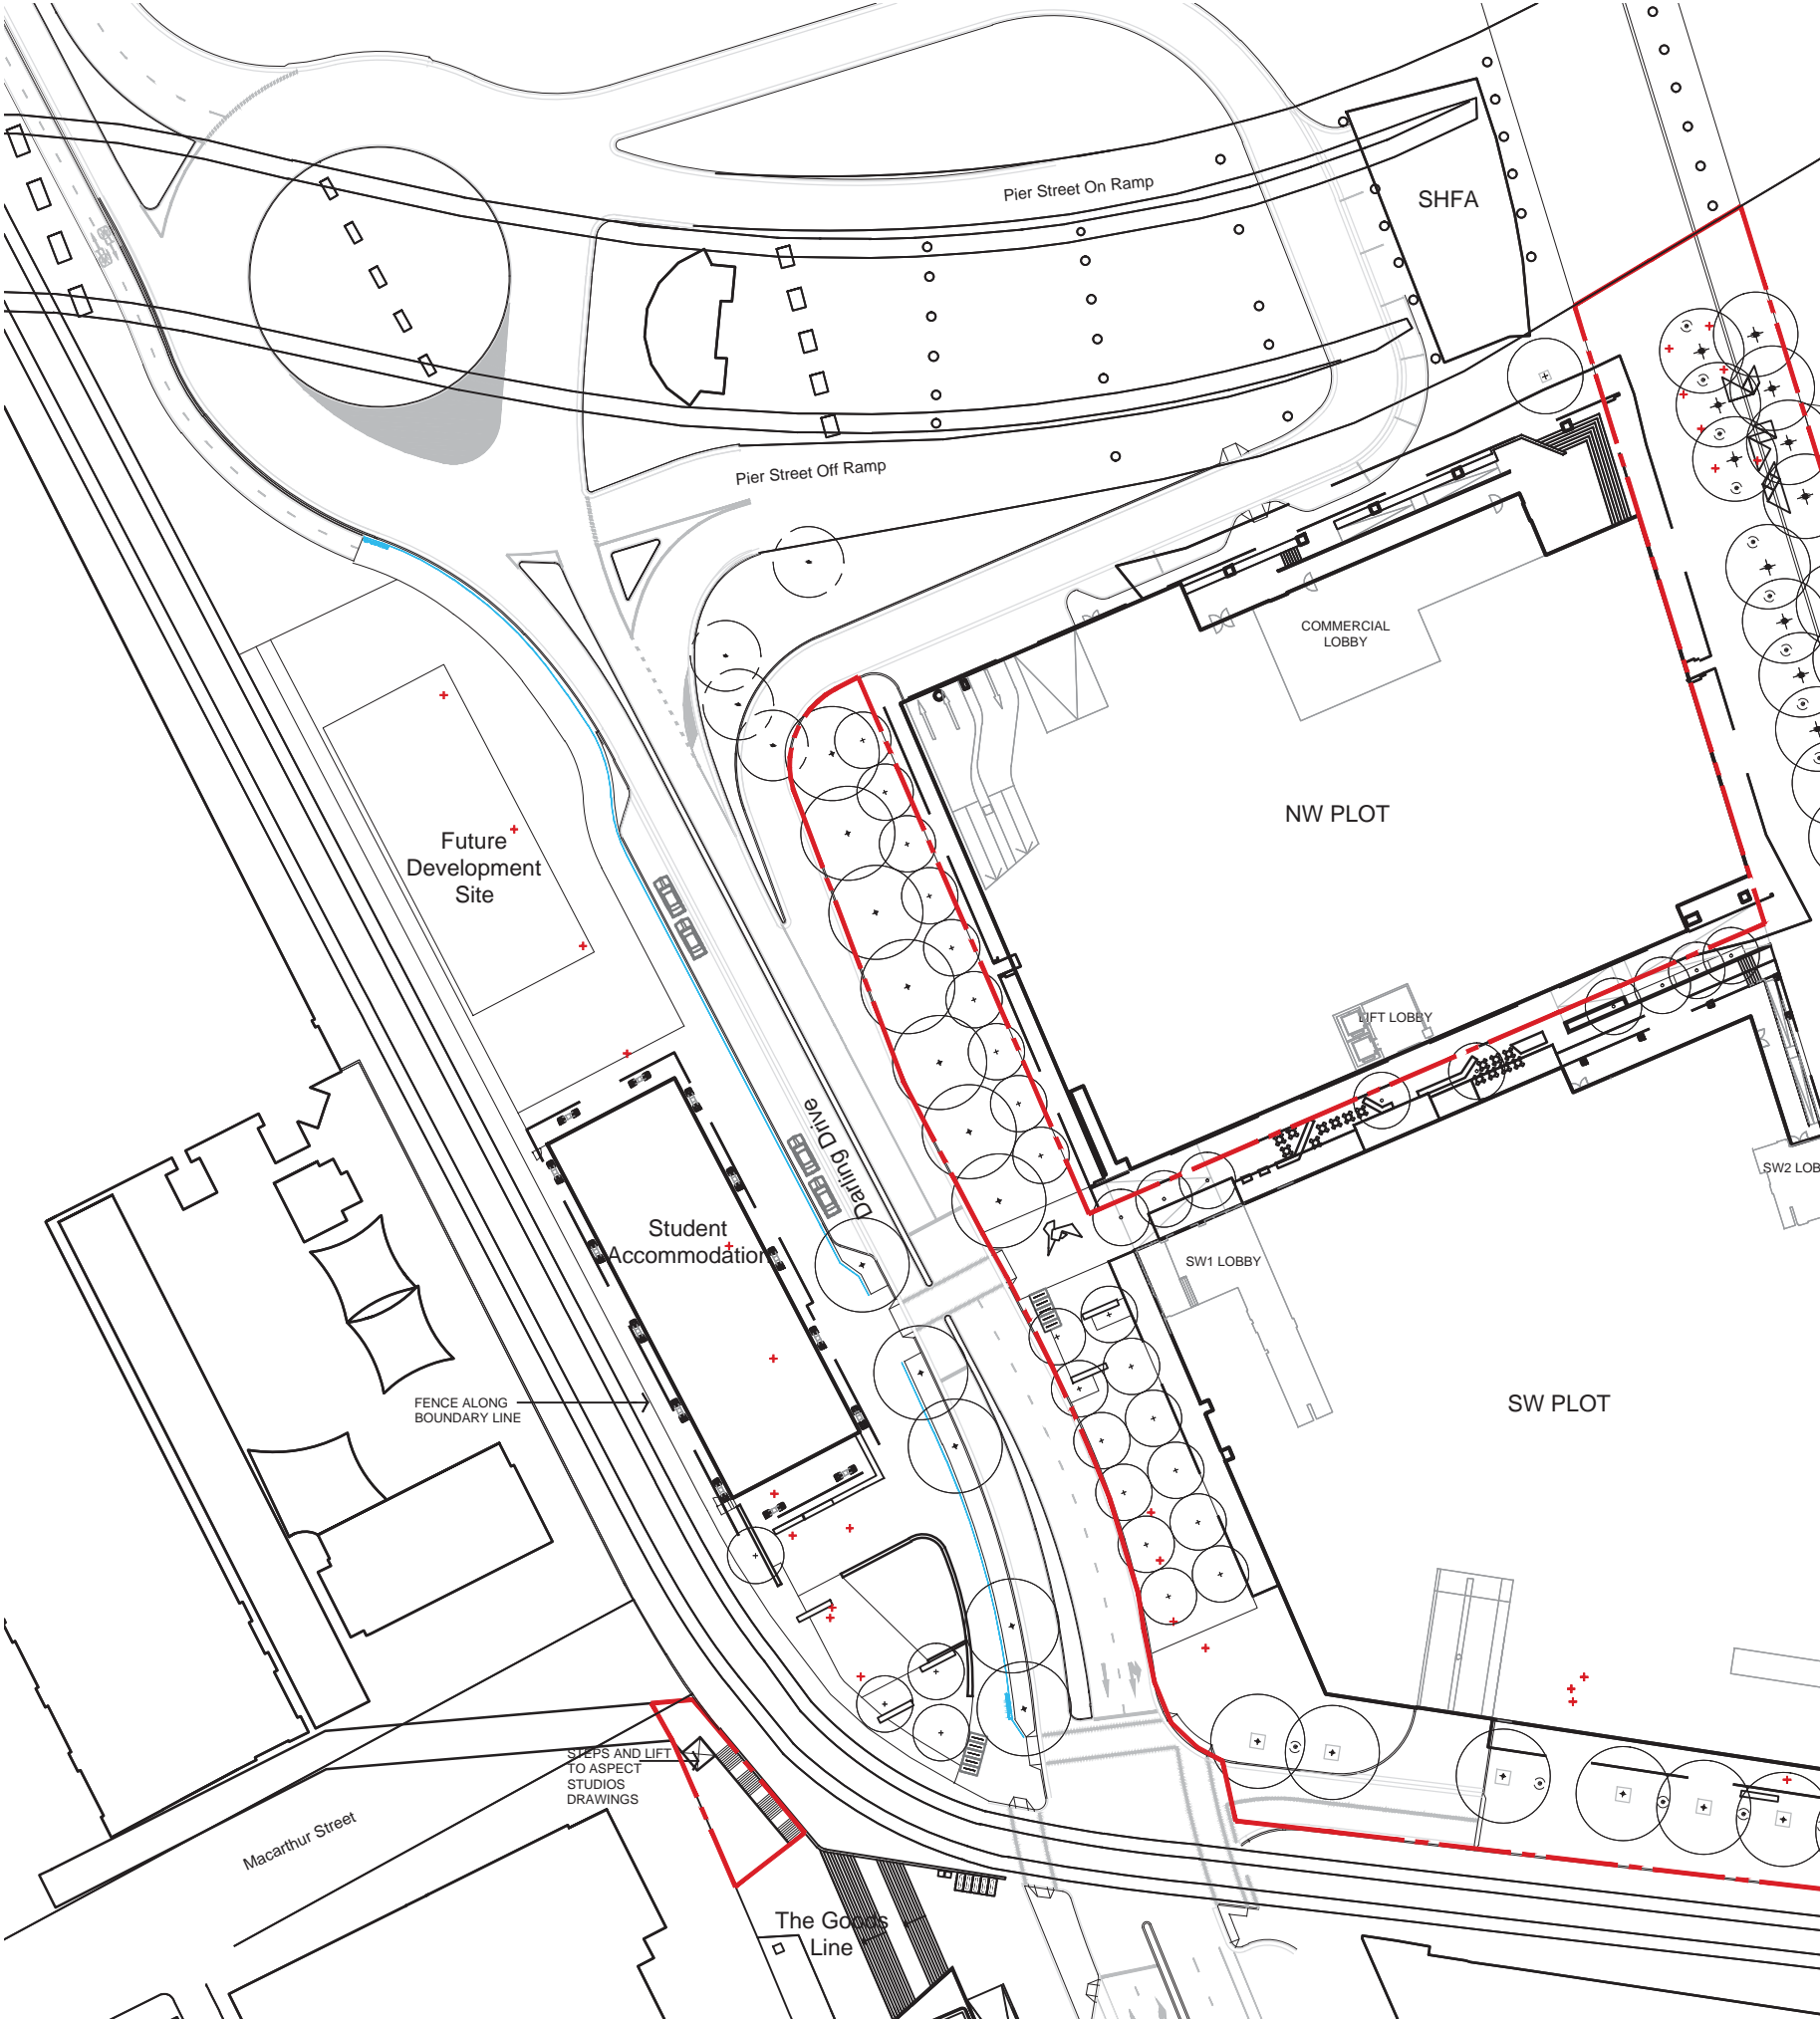 Pier Street On Ramp
SHFA
Pier Street Off Ramp
COMMERCIAL
LOBBY
NW PLOT
Future
Development
Site
LIFT LOBBY
Darling Drive
SW2 LOB
Student
Accommodation
SW1 LOBBY
FENCE ALONG
BOUNDARY LINE
SW PLOT
STEPS AND LIFT
TO ASPECT
STUDIOS
DRAWINGS
Macarthur Street
The Goods
Line